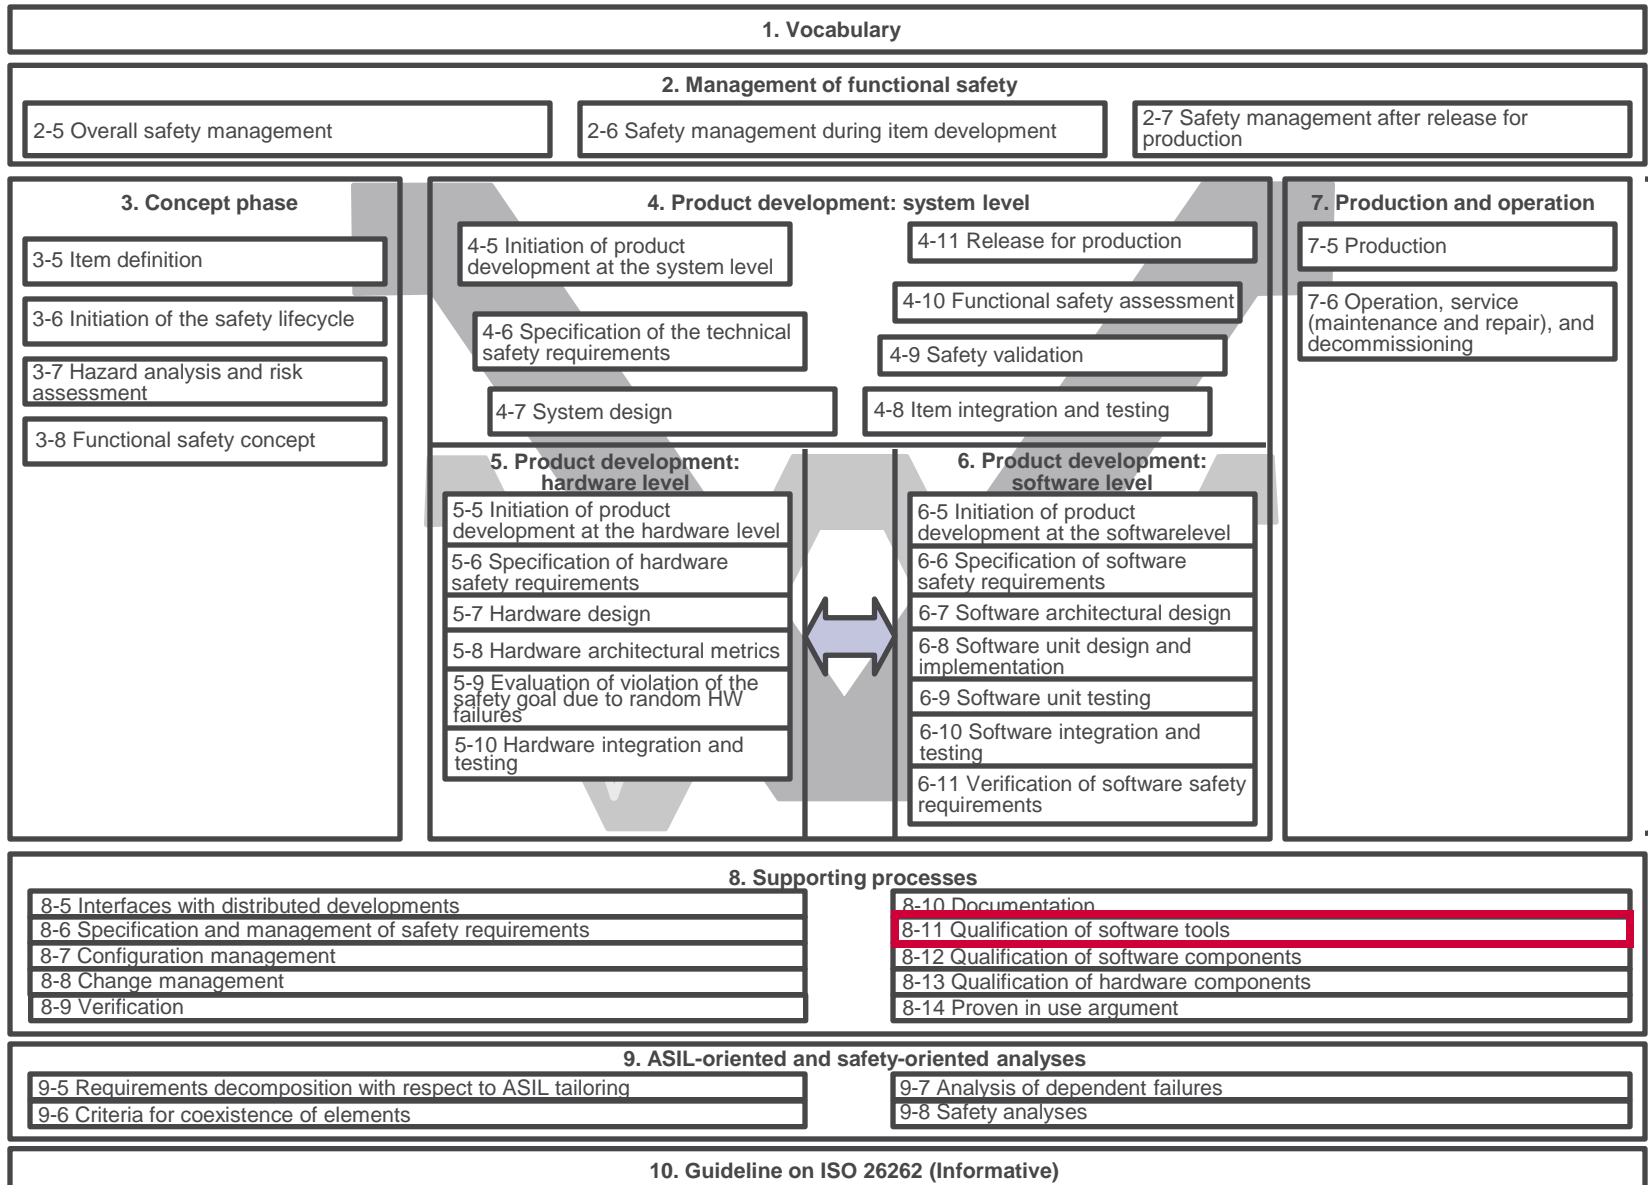 1. Vocabulary
2. Management of functional safety
2-5 Overall safety management
2-6 Safety management during item development
2-7 Safety management after release for
production
3. Concept phase
3-5 Item definition
3-6 Initiation of the safety lifecycle
3-7 Hazard analysis and risk
assessment
3-8 Functional safety concept
4. Product development: system level
4-5 Initiation of product
development at the system level
4-6 Specification of the technical
safety requirements
4-7 System design
4-11 Release for production
4-10 Functional safety assessment
4-9 Safety validation
4-8 Item integration and testing
7. Production and operation
7-5 Production
7-6 Operation, service
(maintenance and repair), and
decommissioning
5. Product development:
hardware level
5-5 Initiation of product
development at the hardware level
5-6 Specification of hardware
safety requirements
5-7 Hardware design
5-8 Hardware architectural metrics
5-9 Evaluation of violation of the
safety goal due to random HW
failures
5-10 Hardware integration and
testing
6. Product development:
software level
6-5 Initiation of product
development at the softwarelevel
6-6 Specification of software
safety requirements
6-7 Software architectural design
6-8 Software unit design and
implementation
6-9 Software unit testing
6-10 Software integration and
testing
6-11 Verification of software safety
requirements
8. Supporting processes
8-5 Interfaces with distributed developments
8-6 Specification and management of safety requirements
8-7 Configuration management
8-8 Change management
8-9 Verification
8-10 Documentation
8-11 Qualification of software tools
8-12 Qualification of software components
8-13 Qualification of hardware components
8-14 Proven in use argument
9. ASIL-oriented and safety-oriented analyses
9-5 Requirements decomposition with respect to ASIL tailoring
9-6 Criteria for coexistence of elements
9-7 Analysis of dependent failures
9-8 Safety analyses
10. Guideline on ISO 26262 (Informative)